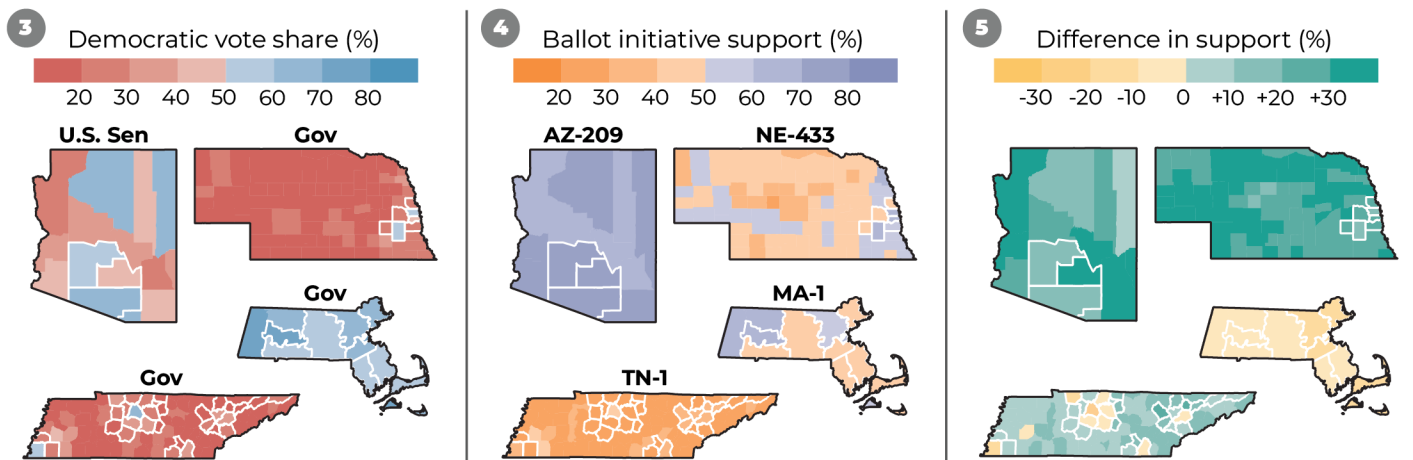 3
Democratic vote share (%)
20 30 40 50 60 70 80
U.S. Sen
Gov
Gov
Gov
4
Ballot initiative support (%)
20 30 40 50 60 70 80
AZ-209
NE-433
MA-1
TN-1
5
Difference in support (%)
-30 -20 -10 0 +10 +20 +30